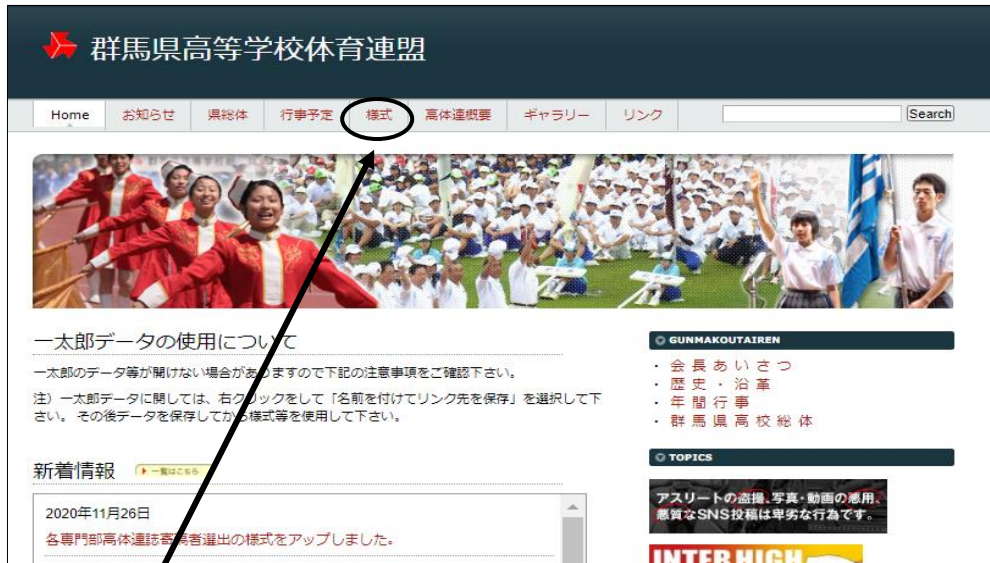 群馬県高等学校体育連盟
Home お知らせ 県総体 行事予定 様式 高体連概要 ギャラリー リンク Search
一太郎データの使用について
一太郎のデータ等が開けない場合がありますので下記の注意事項をご確認下さい。
注）一太郎データに関しては、右クリックをして「名前を付けてリンク先を保存」を選択して下
さい。 その後データを保存してから様式等を使用して下さい。
新着情報 一覧はこちら
2020年11月26日
各専門部高体連誌寄稿者選出の様式をアップしました。
GUNMAKOUTAIREN
・ 会長あいさつ
・ 歴史・沿革
・ 年間行事
・ 群馬県高校総体
TOPICS
アスリートの盗撮、写真・動画の悪用、
悪質なSNS投稿は卑劣な行為です。
INTER HIGH